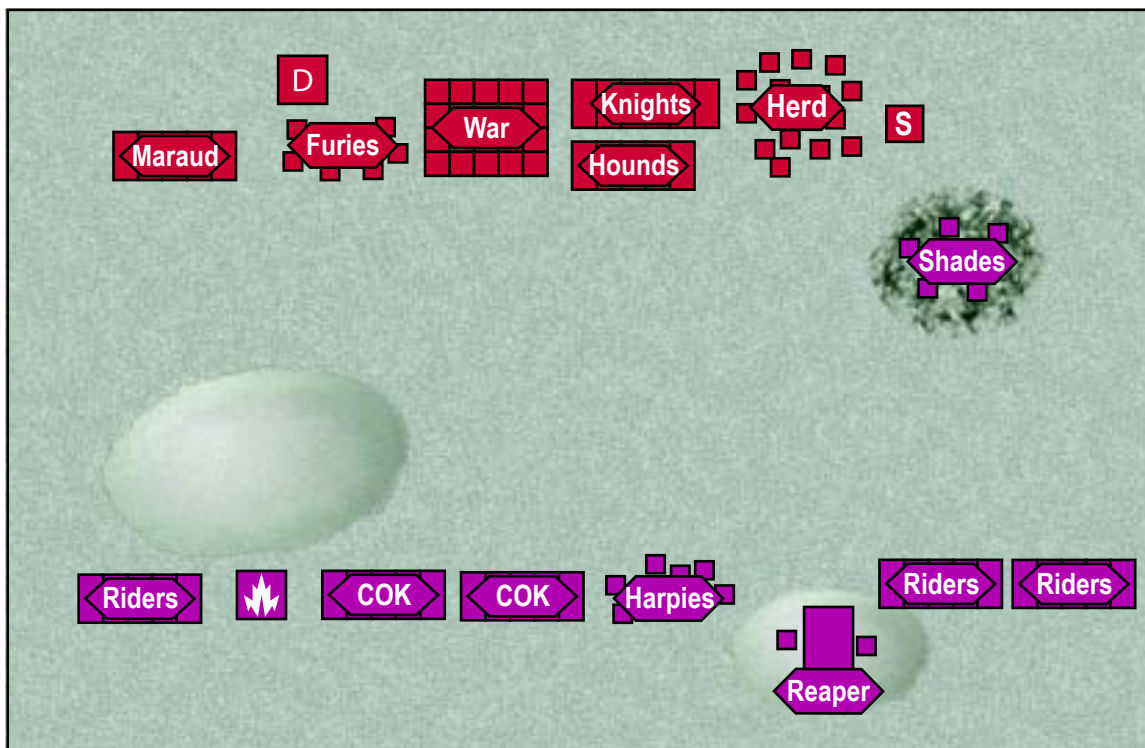 D
Knights
Herd
War
Furies
S
Maraud
Hounds
Shades
Riders
COK
COK
Harpies
Riders
Riders
Reaper